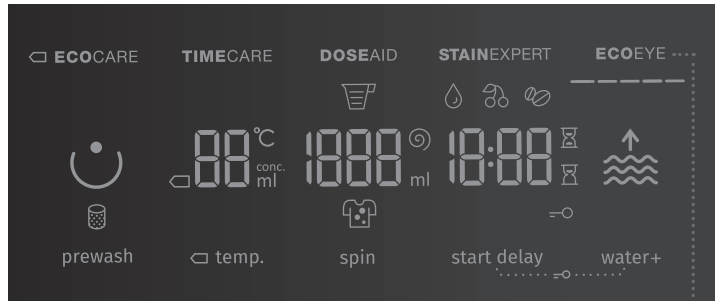 ECOCARE TIMECARE DOSEAID STAINEXPERT ECOEYE
88 °C 1888 18:88
conc.
ml ml
prewash temp. spin start delay water+